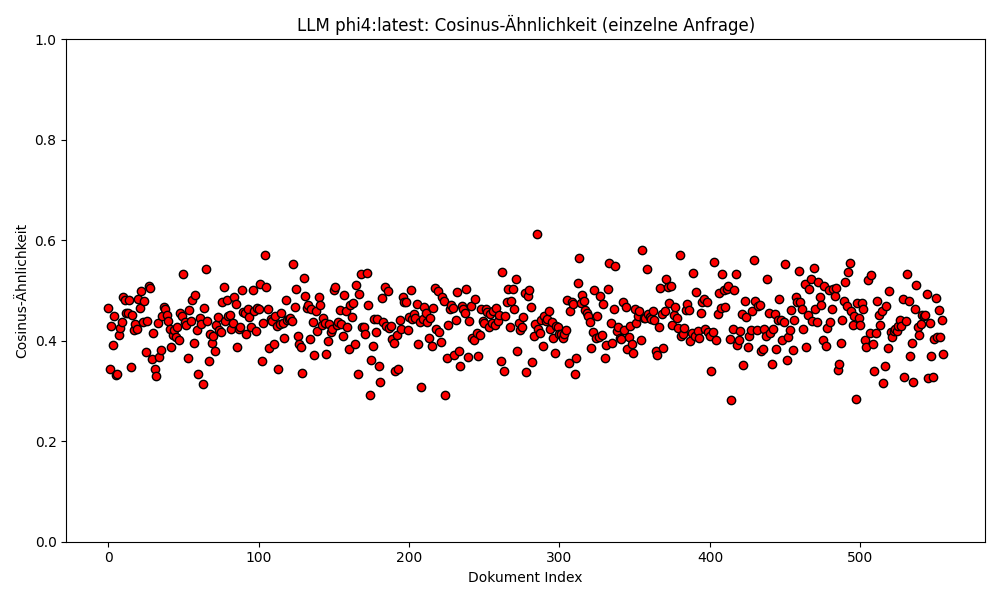 LLM phi4:latest: Cosinus-Ähnlichkeit (einzelne Anfrage)
1.0
0.8
0.6
0.4
0.2
0.0
Cosinus-Ähnlichkeit
0 100 200 300 400 500
Dokument Index